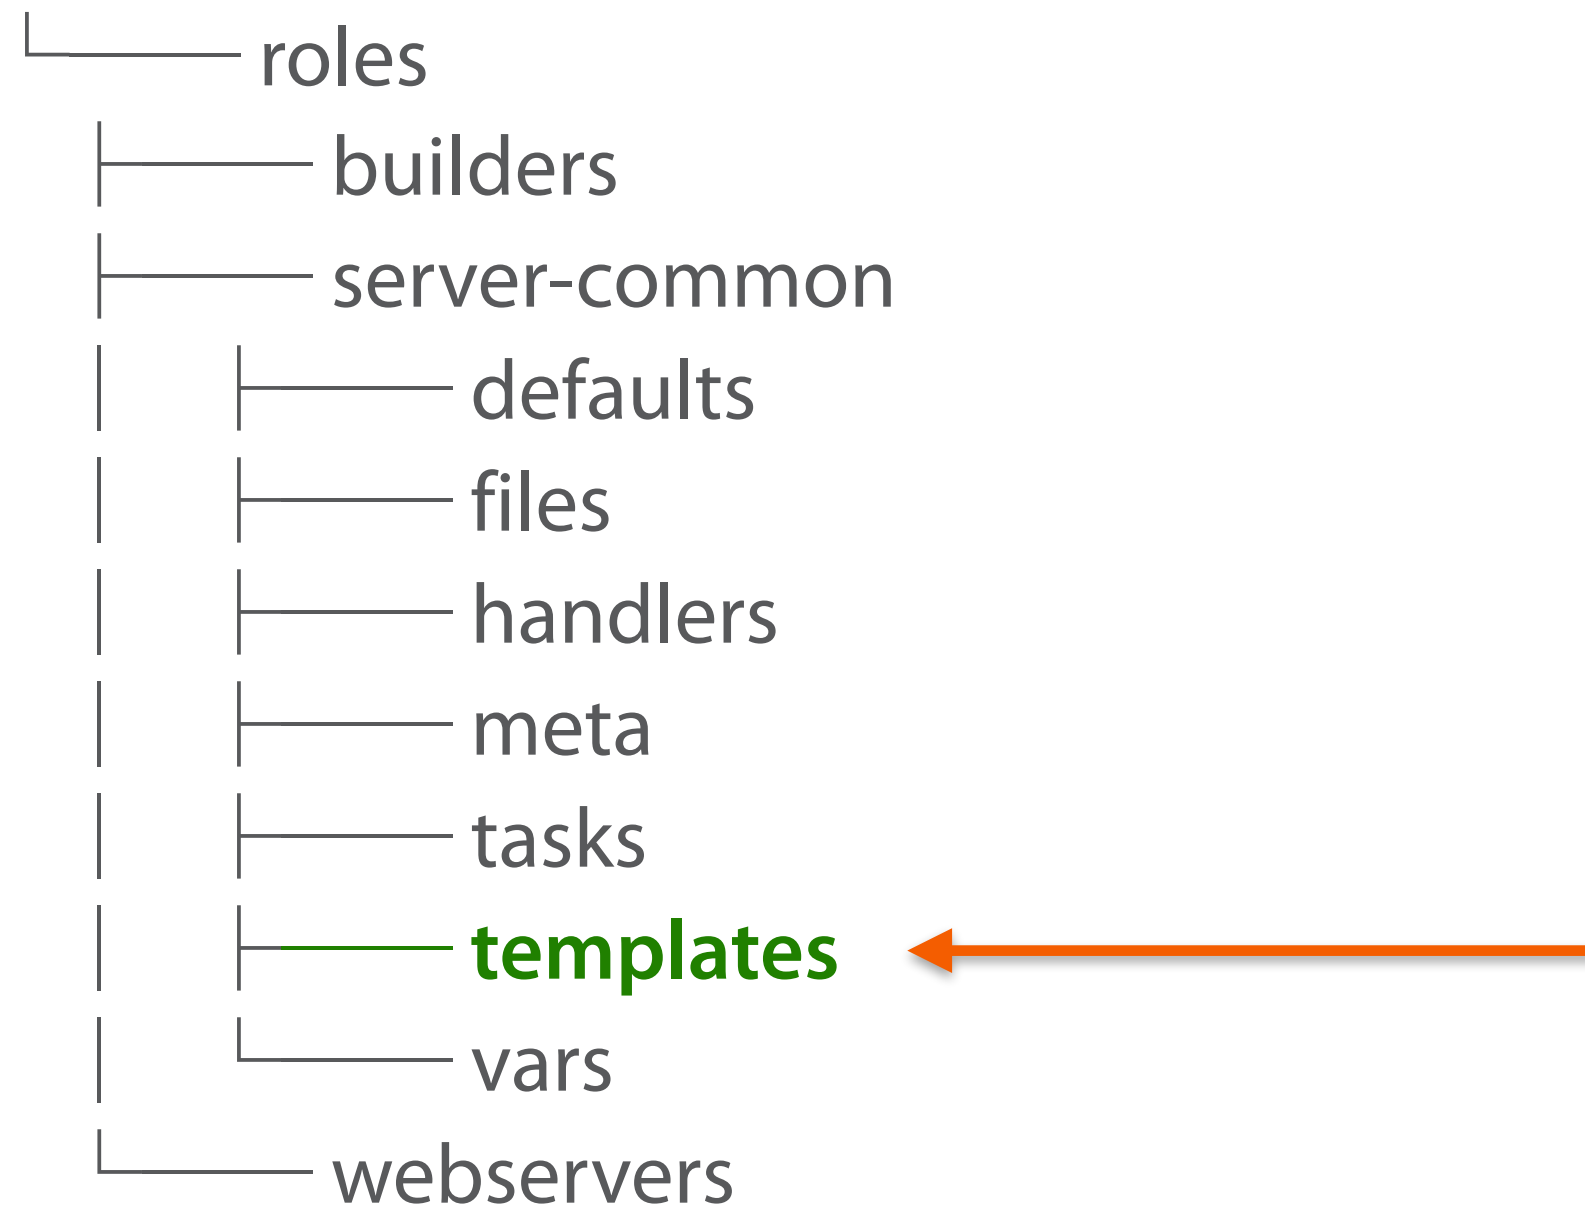 roles
builders
server-common
defaults
files
handlers
meta
tasks
templates
vars
webservers